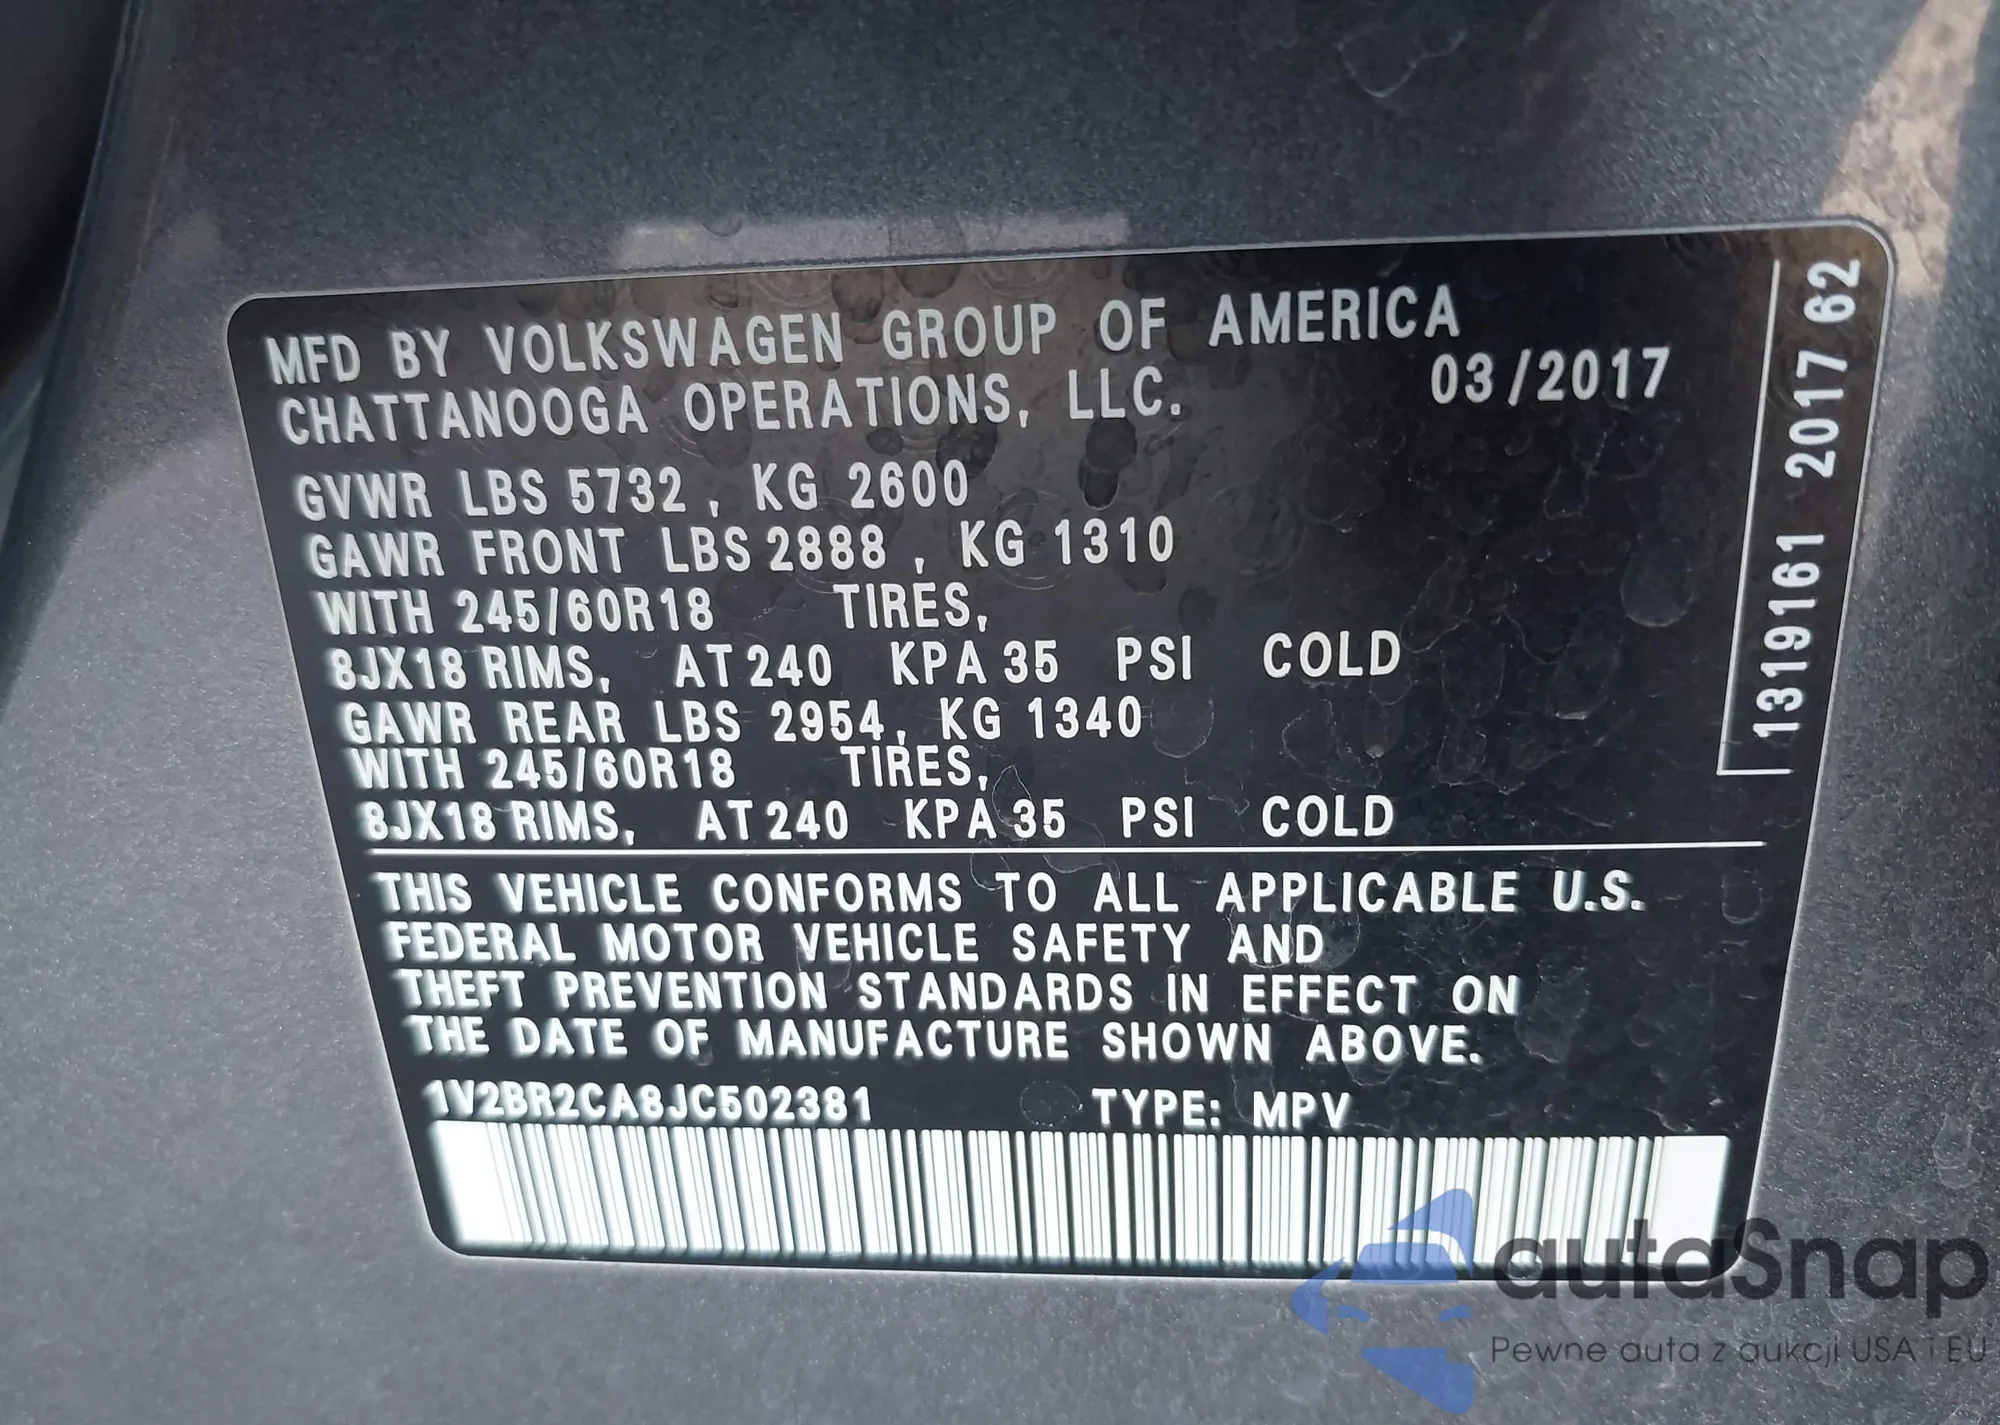 MFD BY VOLKSWAGEN GROUP OF AMERICA
CHATTANOOGA OPERATIONS, LLC. 03/2017
GVWR LBS 5732, KG 2600
GAWR FRONT LBS 2888, KG 1310
WITH 245/60R18 TIRES,
8JX18 RIMS, AT 240 KPA 35 PSI COLD
GAWR REAR LBS 2954, KG 1340
WITH 245/60R18 TIRES,
8JX18 RIMS, AT 240 KPA 35 PSI COLD
THIS VEHICLE CONFORMS TO ALL APPLICABLE U.S.
FEDERAL MOTOR VEHICLE SAFETY AND
THEFT PREVENTION STANDARDS IN EFFECT ON
THE DATE OF MANUFACTURE SHOWN ABOVE.
1V2BR2CA8JC502381 TYPE: MPV
1319161 2017 62
autaSnap
Pewne auta z aukcji USA i EU